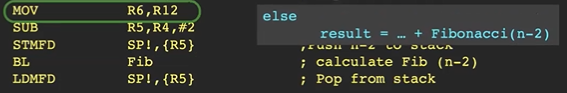 MOV R6,R12
SUB R5,R4,#2
STMFD SP!,{R5} ;Push n-2 to stack
BL Fib ; calculate Fib (n-2)
LDMFD SP!,{R5} ; Pop from stack
else
result = … + Fibonacci(n-2)